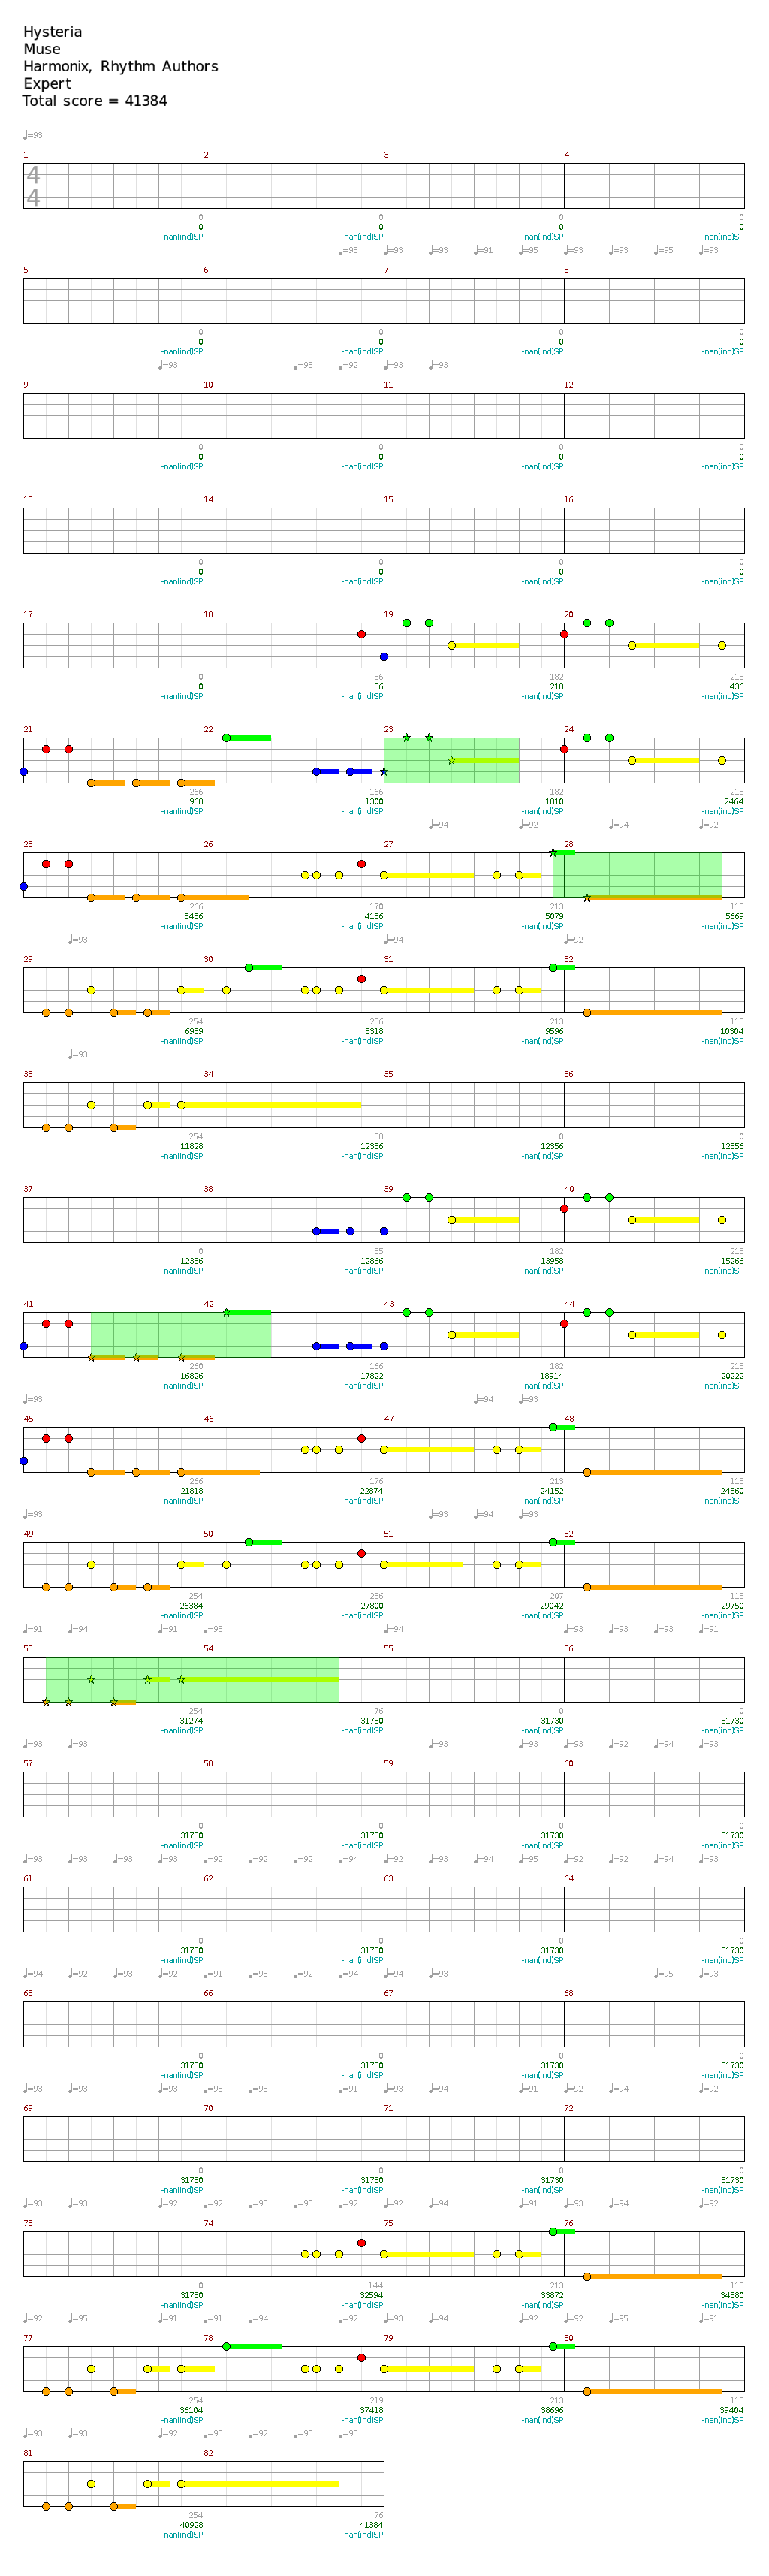 Hysteria
Muse
Harmonix, Rhythm Authors
Expert
Total score = 41384
♩=93
1 2 3 4
4
4
0 0 0 0
0 0 0 0
-nan(ind)SP -nan(ind)SP -nan(ind)SP -nan(ind)SP
♩=93 ♩=93 ♩=93 ♩=91 ♩=95 ♩=93 ♩=93 ♩=95 ♩=93
5 6 7 8
0 0 0 0
0 0 0 0
-nan(ind)SP -nan(ind)SP -nan(ind)SP -nan(ind)SP
♩=93 ♩=95 ♩=92 ♩=93 ♩=93
9 10 11 12
0 0 0 0
0 0 0 0
-nan(ind)SP -nan(ind)SP -nan(ind)SP -nan(ind)SP
13 14 15 16
0 0 0 0
0 0 0 0
-nan(ind)SP -nan(ind)SP -nan(ind)SP -nan(ind)SP
17 18 19 20
0 36 182 218
0 36 218 436
-nan(ind)SP -nan(ind)SP -nan(ind)SP -nan(ind)SP
21 22 23 24
266 166 182 218
968 1300 1810 2464
-nan(ind)SP -nan(ind)SP -nan(ind)SP -nan(ind)SP
♩=94 ♩=92 ♩=94 ♩=92
25 26 27 28
266 170 213 118
3456 4136 5079 5669
-nan(ind)SP -nan(ind)SP -nan(ind)SP -nan(ind)SP
♩=93 ♩=94 ♩=92
29 30 31 32
254 236 213 118
6939 8318 9596 10304
-nan(ind)SP -nan(ind)SP -nan(ind)SP -nan(ind)SP
♩=93
33 34 35 36
254 88 0 0
11828 12356 12356 12356
-nan(ind)SP -nan(ind)SP -nan(ind)SP -nan(ind)SP
37 38 39 40
0 85 182 218
12356 12866 13958 15266
-nan(ind)SP -nan(ind)SP -nan(ind)SP -nan(ind)SP
41 42 43 44
260 166 182 218
16826 17822 18914 20222
-nan(ind)SP -nan(ind)SP -nan(ind)SP -nan(ind)SP
♩=93 ♩=94 ♩=93
45 46 47 48
266 176 213 118
21818 22874 24152 24860
-nan(ind)SP -nan(ind)SP -nan(ind)SP -nan(ind)SP
♩=93 ♩=93 ♩=94 ♩=93
49 50 51 52
254 236 207 118
26384 27800 29042 29750
-nan(ind)SP -nan(ind)SP -nan(ind)SP -nan(ind)SP
♩=91 ♩=94 ♩=91 ♩=93 ♩=94 ♩=93 ♩=93 ♩=93 ♩=91
53 54 55 56
254 76 0 0
31274 31730 31730 31730
-nan(ind)SP -nan(ind)SP -nan(ind)SP -nan(ind)SP
♩=93 ♩=93 ♩=93 ♩=93 ♩=93 ♩=92 ♩=94 ♩=93
57 58 59 60
0 0 0 0
31730 31730 31730 31730
-nan(ind)SP -nan(ind)SP -nan(ind)SP -nan(ind)SP
♩=93 ♩=93 ♩=93 ♩=93 ♩=92 ♩=92 ♩=92 ♩=94 ♩=92 ♩=93 ♩=94 ♩=95 ♩=92 ♩=92 ♩=94 ♩=93
61 62 63 64
0 0 0 0
31730 31730 31730 31730
-nan(ind)SP -nan(ind)SP -nan(ind)SP -nan(ind)SP
♩=94 ♩=92 ♩=93 ♩=92 ♩=91 ♩=95 ♩=92 ♩=94 ♩=94 ♩=93 ♩=95 ♩=93
65 66 67 68
0 0 0 0
31730 31730 31730 31730
-nan(ind)SP -nan(ind)SP -nan(ind)SP -nan(ind)SP
♩=93 ♩=93 ♩=93 ♩=93 ♩=93 ♩=91 ♩=93 ♩=94 ♩=91 ♩=92 ♩=94 ♩=92
69 70 71 72
0 0 0 0
31730 31730 31730 31730
-nan(ind)SP -nan(ind)SP -nan(ind)SP -nan(ind)SP
♩=93 ♩=93 ♩=92 ♩=92 ♩=95 ♩=92 ♩=92 ♩=94 ♩=91 ♩=93 ♩=94 ♩=92
73 74 75 76
0 144 213 118
31730 32594 33872 34580
-nan(ind)SP -nan(ind)SP -nan(ind)SP -nan(ind)SP
♩=92 ♩=95 ♩=91 ♩=91 ♩=94 ♩=92 ♩=93 ♩=94 ♩=92 ♩=92 ♩=95 ♩=91
77 78 79 80
254 219 213 118
36104 37418 38696 39404
-nan(ind)SP -nan(ind)SP -nan(ind)SP -nan(ind)SP
♩=93 ♩=93 ♩=92 ♩=93 ♩=92 ♩=93 ♩=93
81 82
254 76
40928 41384
-nan(ind)SP -nan(ind)SP